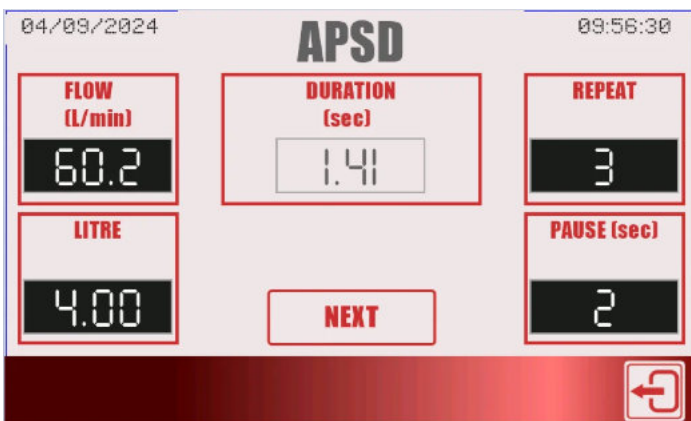 04/09/2024
APSD
09:56:30
FLOW
(L/min)
60.2
DURATION
(sec)
1.41
REPEAT
3
LITRE
4.00
NEXT
PAUSE (sec)
2